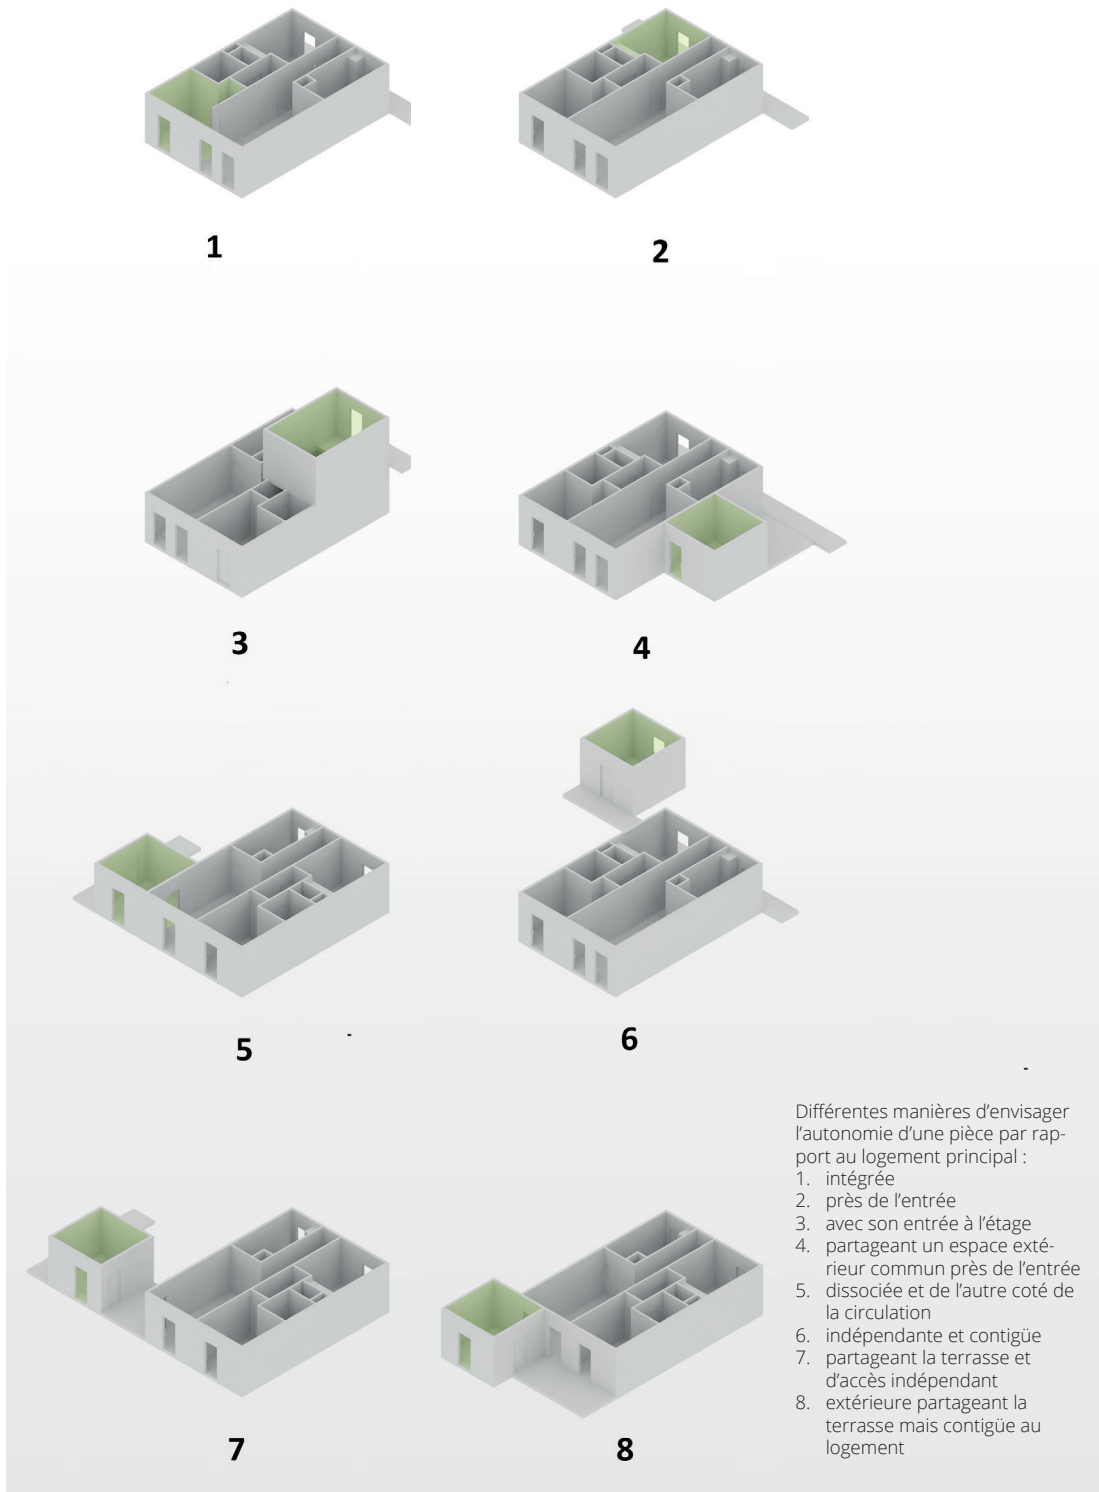 1
2
3
4
5
6
Différentes manières d'envisager
l'autonomie d'une pièce par rap-
port au logement principal :
1. intégrée
2. près de l'entrée
3. avec son entrée à l'étage
4. partageant un espace exté-
rieur commun près de l'entrée
5. dissociée et de l'autre coté de
la circulation
6. indépendante et contigüe
7. partageant la terrasse et
d'accès indépendant
8. extérieure partageant la
terrasse mais contigüe au
logement
7
8